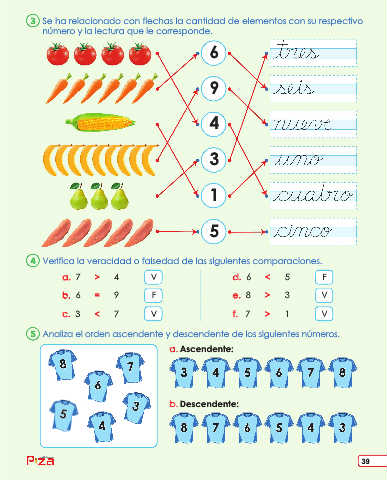 3 Se ha relacionado con flechas la cantidad de elementos con su respectivo
número y la lectura que le corresponde.
6 tres
9 seis
4 nueve
3 uno
1 cuatro
5 cinco
4 Verifica la veracidad o falsedad de las siguientes comparaciones.
a. 7 > 4 V d. 6 < 5 F
b. 6 = 9 F e. 8 > 3 V
c. 3 < 7 V f. 7 > 1 V
5 Analiza el orden ascendente y descendente de los siguientes números.
a. Ascendente:
8 7 6 5 4 3
3 4 5 6 7 8
b. Descendente:
8 7 6 5 4 3
Piza
39